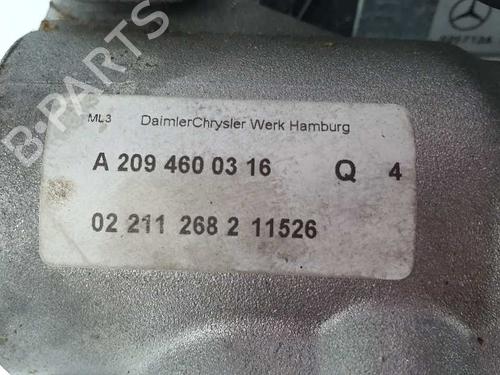 B-PARTS
ML3 DaimlerChrysler Werk Hamburg
A 209 460 03 16 Q 4
02 211 268 2 11526